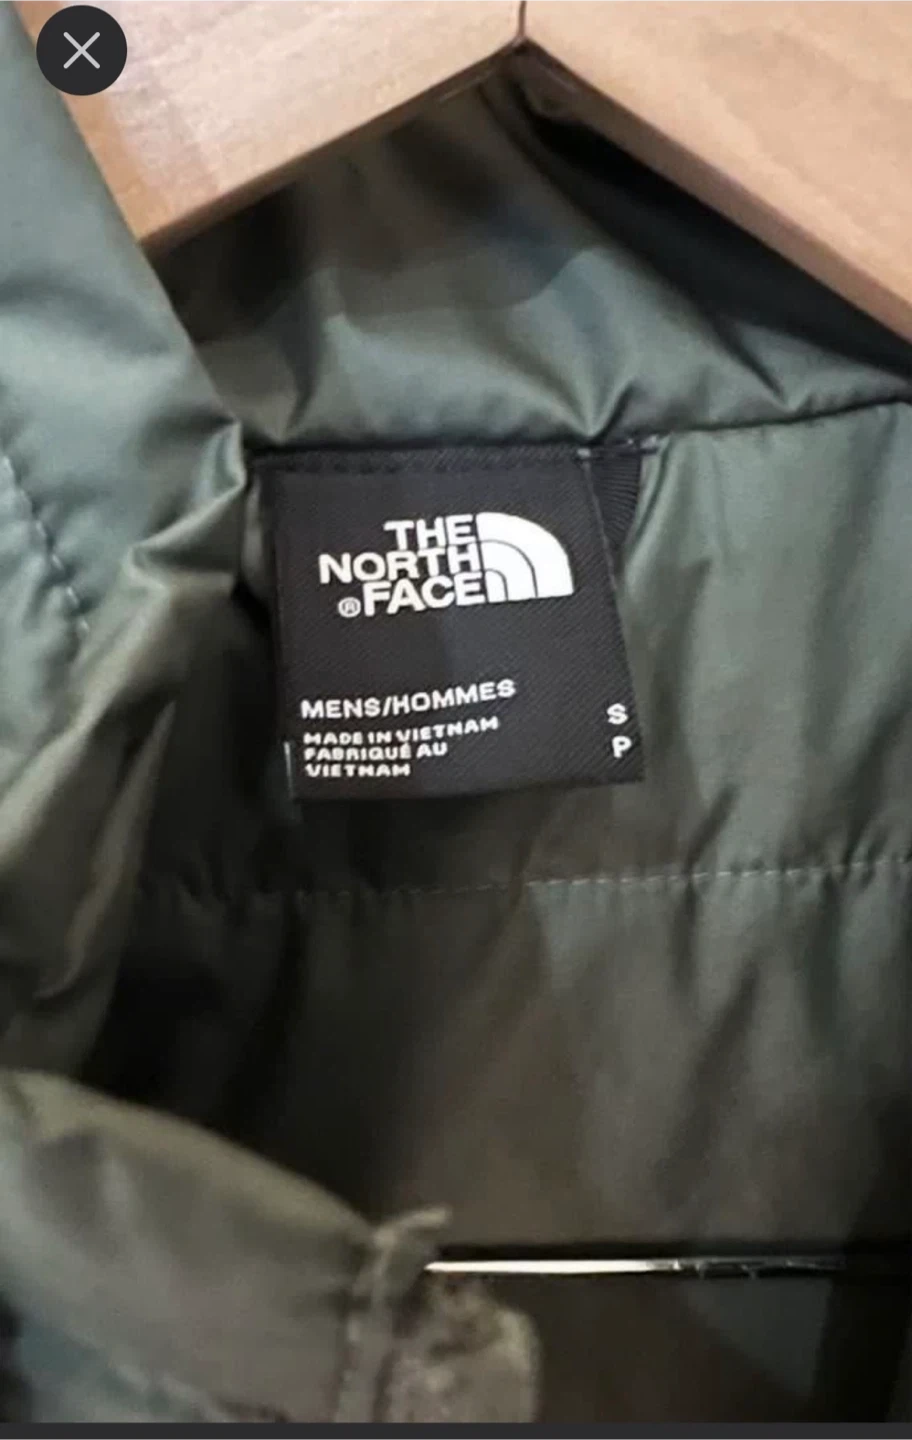 THE
NORTH
®FACE
MENS/HOMMES
MADE IN VIETNAM
FABRIQUÉ AU
VIETNAM
S
P